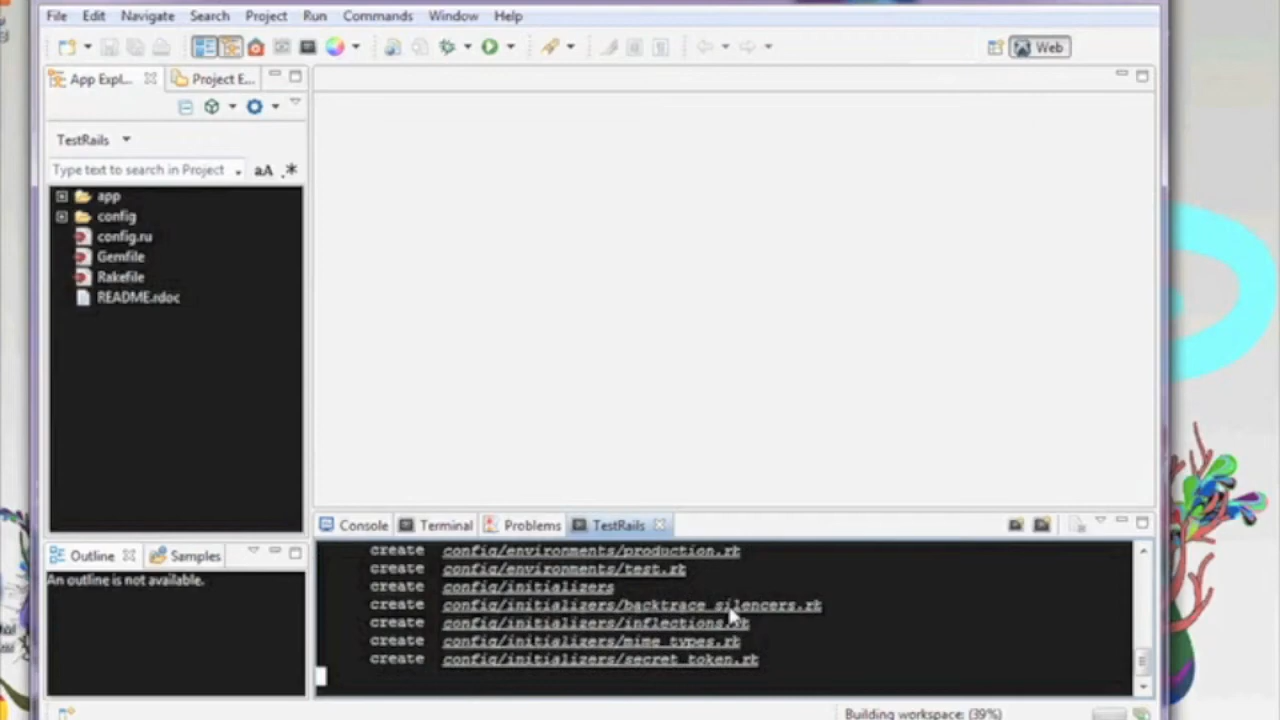 File Edit Navigate Search Project Run Commands Window Help
Web
App Expl... Project E...
TestRails
Type text to search in Project aA .*
app
config
config.ru
Gemfile
Rakefile
README.rdoc
Console Terminal Problems TestRails
create config/environments/production.rb
create config/environments/test.rb
create config/initializers
create config/initializers/backtrace_silencers.rb
create config/initializers/inflections.rb
create config/initializers/mime_types.rb
create config/initializers/secret_token.rb
Outline Samples
An outline is not available.
Building workspace: (39%)